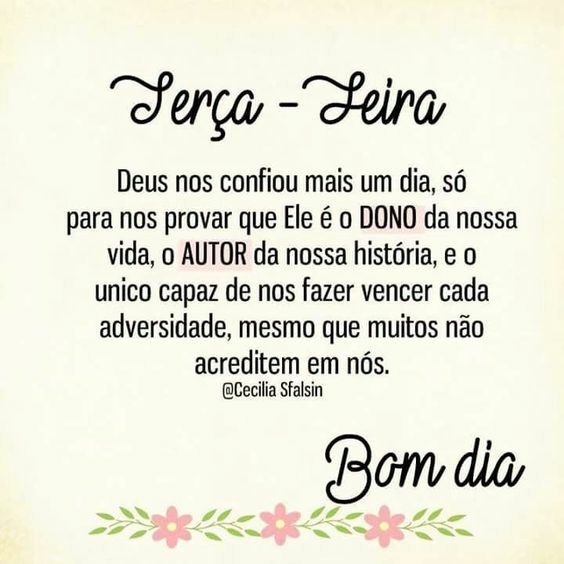 Terça - Feira
Deus nos confiou mais um dia, só
para nos provar que Ele é o DONO da nossa
vida, o AUTOR da nossa história, e o
unico capaz de nos fazer vencer cada
adversidade, mesmo que muitos não
acreditem em nós.
@Cecilia Sfalsin
Bom dia